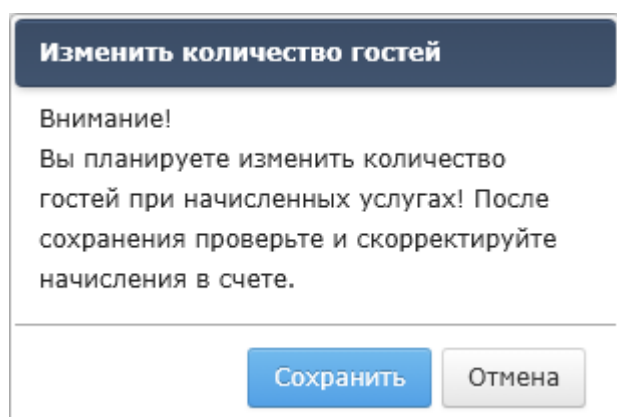 Изменить количество гостей
Внимание!
Вы планируете изменить количество
гостей при начисленных услугах! После
сохранения проверьте и скорректируйте
начисления в счете.
Сохранить
Отмена